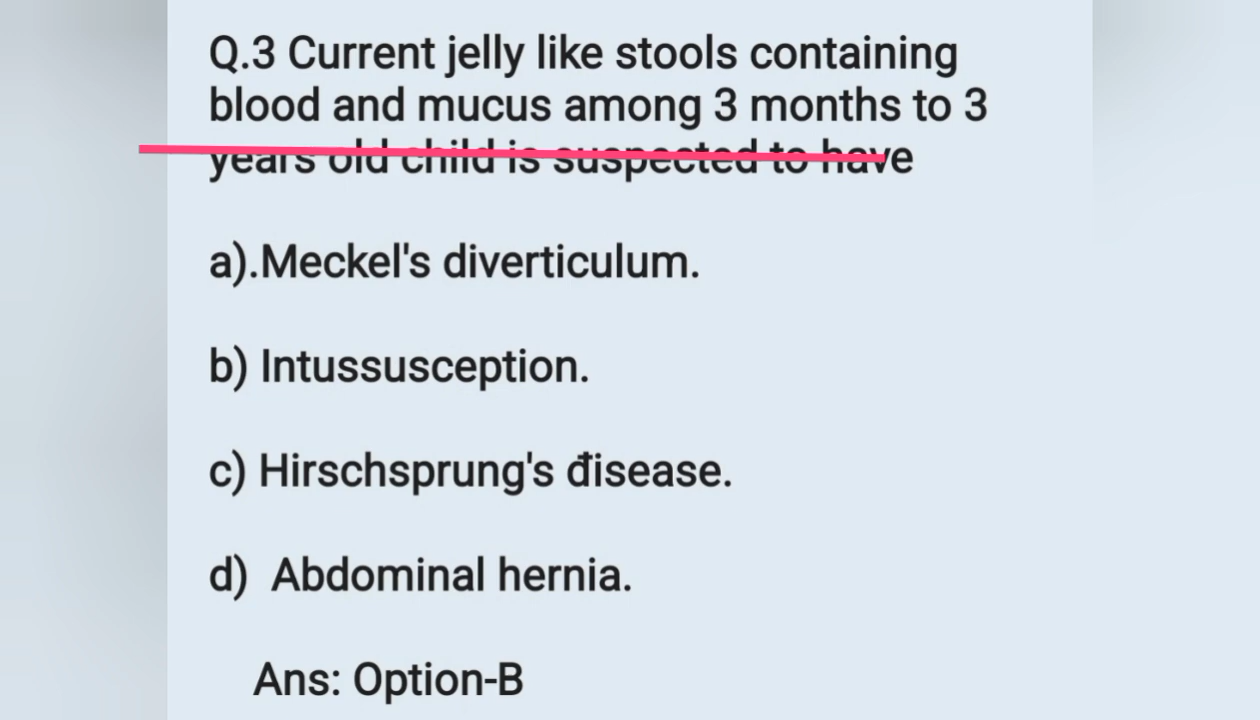 Q.3 Current jelly like stools containing
blood and mucus among 3 months to 3
years old child is suspected to have
a).Meckel's diverticulum.
b) Intussusception.
c) Hirschsprung's đisease.
d) Abdominal hernia.
Ans: Option-B